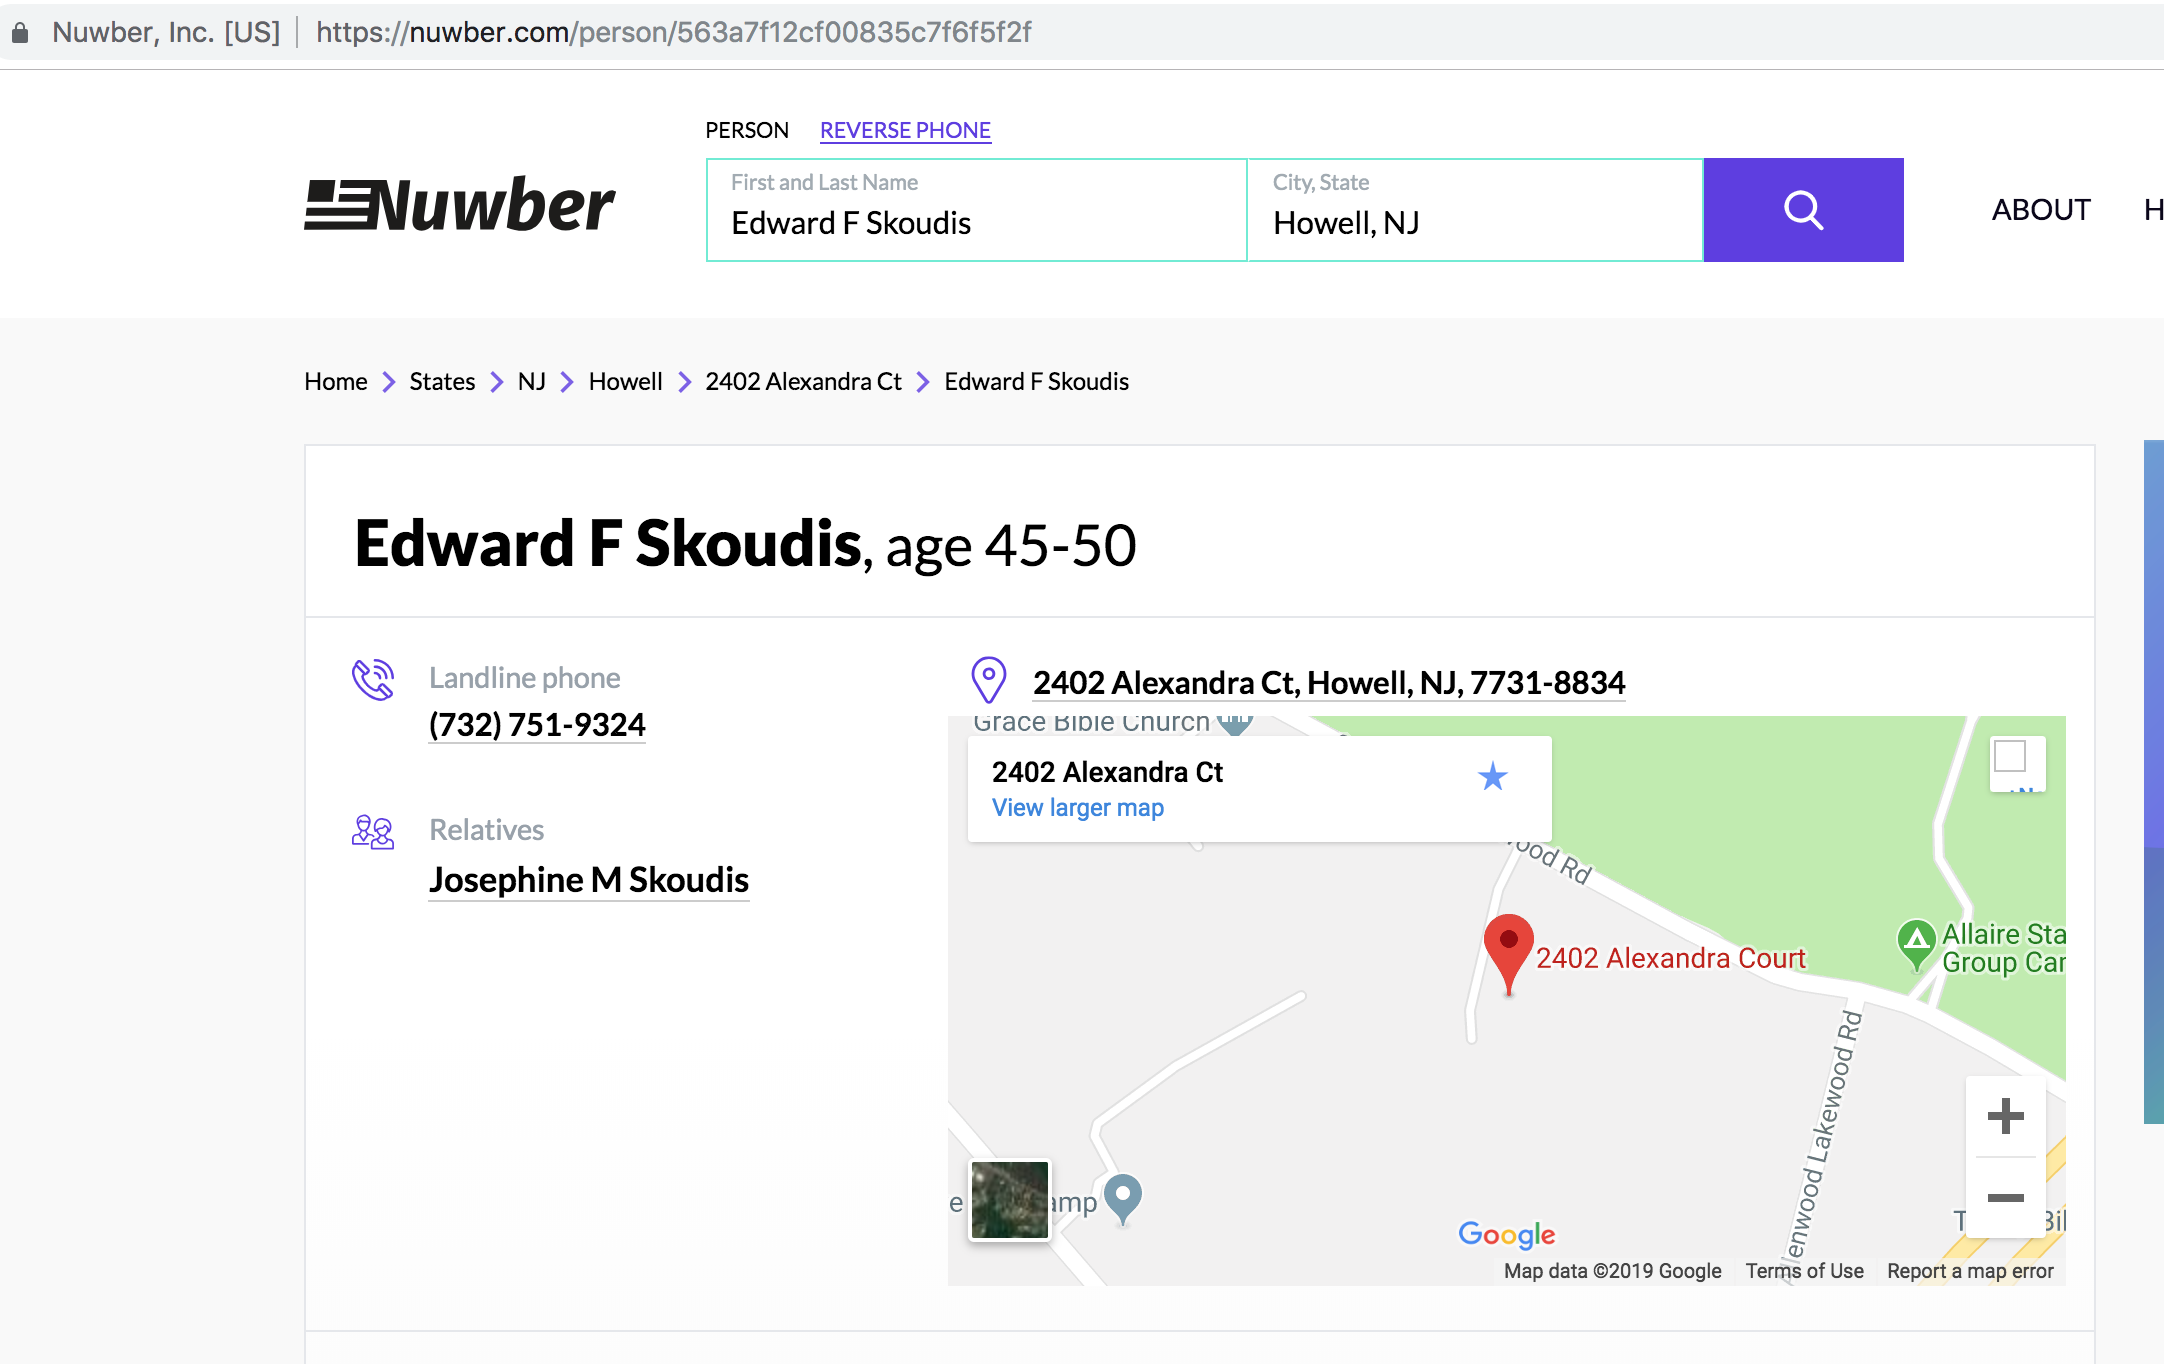 Nuwber, Inc. [US] https://nuwber.com/person/563a7f12cf00835c7f6f5f2f
PERSON REVERSE PHONE
Nuwber
First and Last Name
Edward F Skoudis
City, State
Howell, NJ
ABOUT H
Home States NJ Howell 2402 Alexandra Ct Edward F Skoudis
Edward F Skoudis, age 45-50
Landline phone
(732) 751-9324
Relatives
Josephine M Skoudis
2402 Alexandra Ct, Howell, NJ, 7731-8834
Grace Bible Church
2402 Alexandra Ct
View larger map
wood Rd
2402 Alexandra Court
Allaire Sta
Group Car
llenwood Lakewood Rd
e
amp
T
Bil
Google
Map data ©2019 Google Terms of Use Report a map error